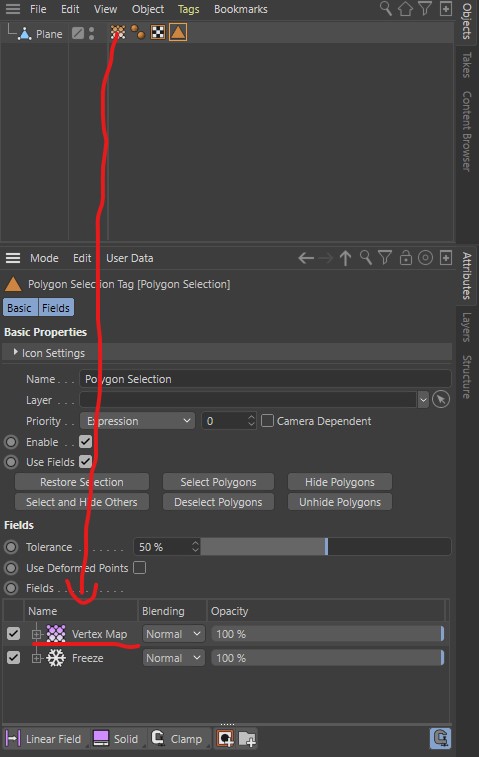 File Edit View Object Tags Bookmarks
Plane
Objects
Takes
Content Browser
Mode Edit User Data
Polygon Selection Tag [Polygon Selection]
Basic Fields
Basic Properties
Icon Settings
Name . . . Polygon Selection
Layer . . . .
Priority . . . Expression 0 Camera Dependent
Enable . . .
Use Fields
Restore Selection Select Polygons Hide Polygons
Select and Hide Others Deselect Polygons Unhide Polygons
Fields
Tolerance . . . . . . . 50 %
Use Deformed Points
Fields . . . . . . . . . .
Name Blending Opacity
Vertex Map Normal 100 %
Freeze Normal 100 %
Linear Field Solid Clamp
Attributes
Layers
Structure